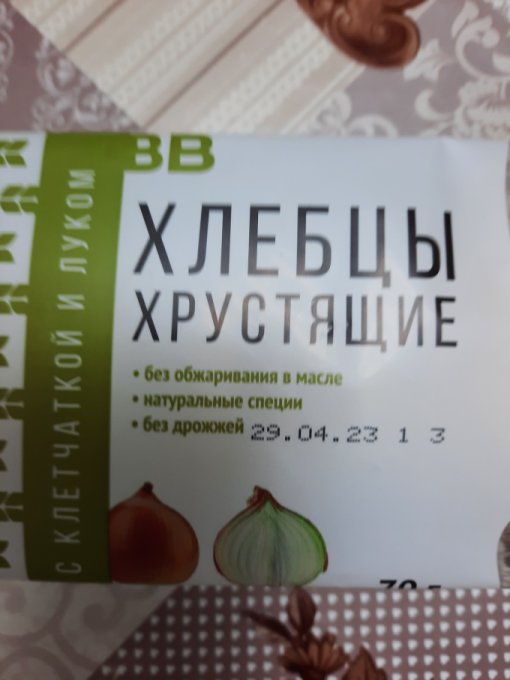 ВВ
ХЛЕБЦЫ
ХРУСТЯЩИЕ
• без обжаривания в масле
• натуральные специи
• без дрожжей
29.04.23 1 3
С КЛЕТЧАТКОЙ И ЛУКОМ